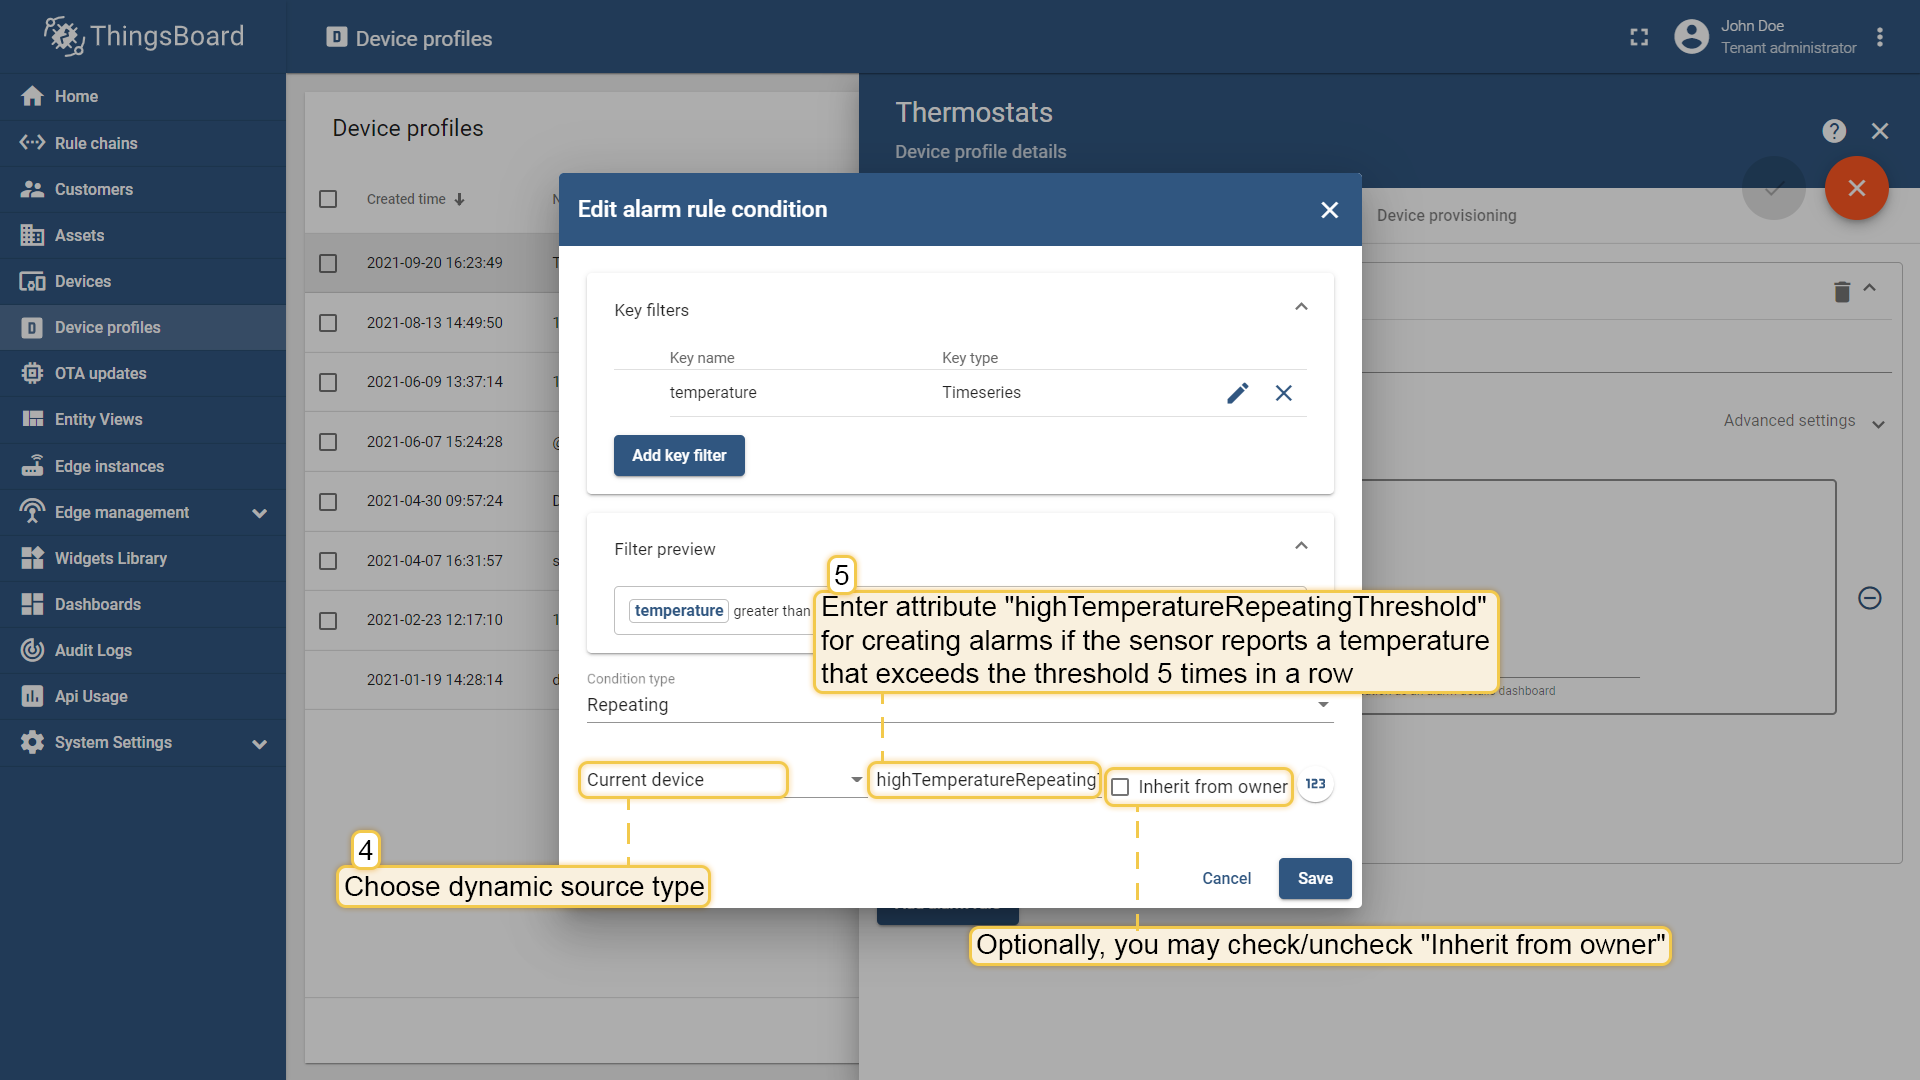 ThingsBoard
Device profiles
John Doe
Tenant administrator
Home
Rule chains
Customers
Assets
Devices
Device profiles
OTA updates
Entity Views
Edge instances
Edge management
Widgets Library
Dashboards
Audit Logs
Api Usage
System Settings
Device profiles
Created time
2021-09-20 16:23:49
2021-08-13 14:49:50
2021-06-09 13:37:14
2021-06-07 15:24:28
2021-04-30 09:57:24
2021-04-07 16:31:57
2021-02-23 12:17:10
2021-01-19 14:28:14
Thermostats
Device profile details
Device provisioning
Advanced settings
Edit alarm rule condition
Key filters
Key name Key type
temperature Timeseries
Add key filter
Filter preview
temperature greater than
5
Enter attribute "highTemperatureRepeatingThreshold"
for creating alarms if the sensor reports a temperature
that exceeds the threshold 5 times in a row
dashboard
Condition type
Repeating
Current device
highTemperatureRepeating
Inherit from owner
123
4
Choose dynamic source type
Cancel
Save
Optionally, you may check/uncheck "Inherit from owner"